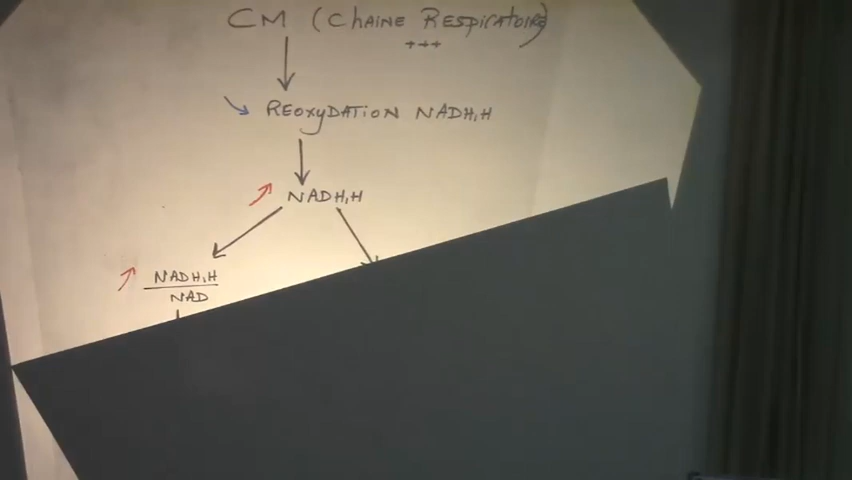 CM (CHAINE RESPIRATOIRE)
+++
REOXYDATION NADH,H
NADH,H
NADH,H
NAD